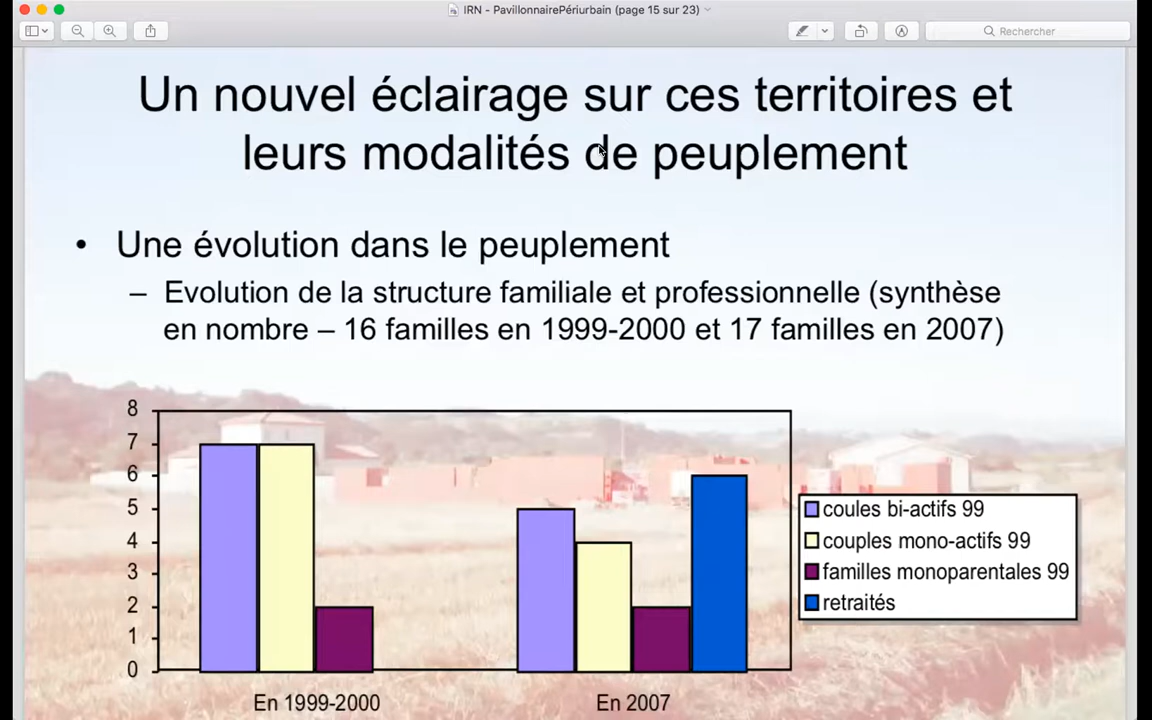 IRN - PavillonnairePériurbain (page 15 sur 23)
Rechercher
Un nouvel éclairage sur ces territoires et
leurs modalités de peuplement
• Une évolution dans le peuplement
– Evolution de la structure familiale et professionnelle (synthèse
en nombre – 16 familles en 1999-2000 et 17 familles en 2007)
8
7
6
5
4
3
2
1
0
En 1999-2000
En 2007
coules bi-actifs 99
couples mono-actifs 99
familles monoparentales 99
retraités